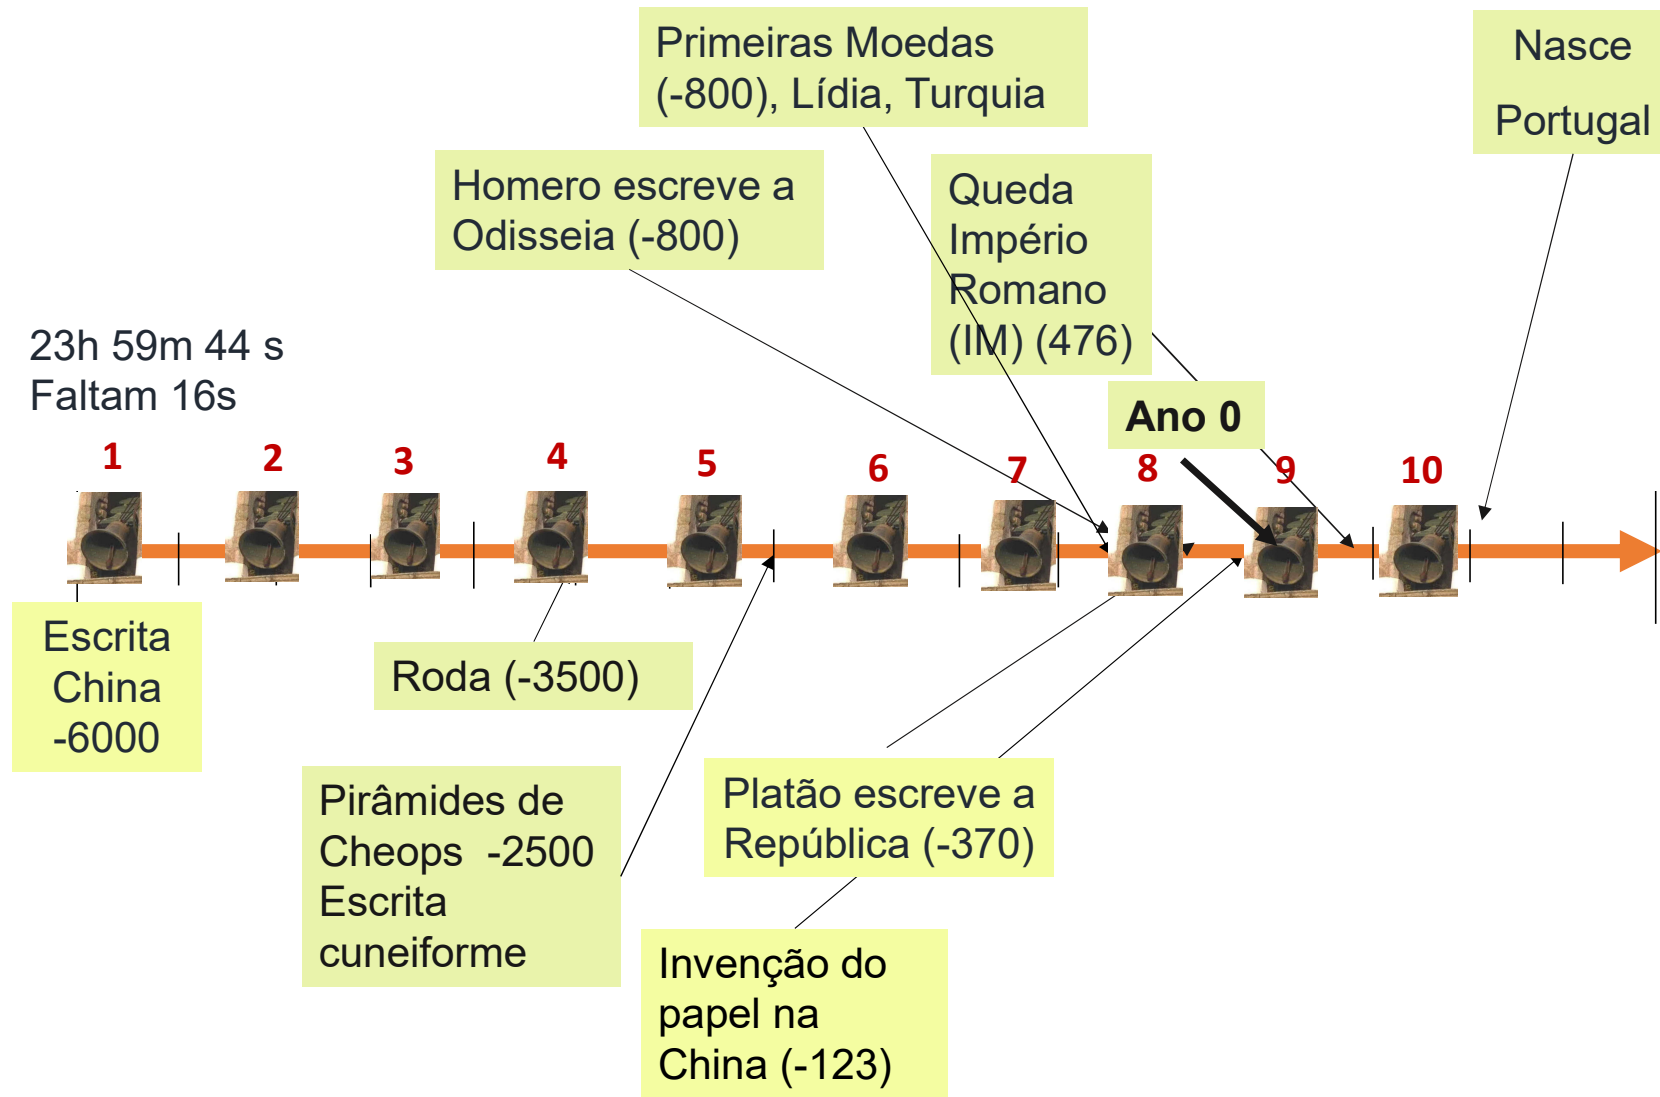 Primeiras Moedas
(-800), Lídia, Turquia
Nasce
Portugal
Homero escreve a
Odisseia (-800)
Queda
Império
Romano
(IM) (476)
23h 59m 44 s
Faltam 16s
Ano 0
1 2 3 4 5 6 7 8 9 10
Escrita
China
-6000
Roda (-3500)
Pirâmides de
Cheops -2500
Escrita
cuneiforme
Platão escreve a
República (-370)
Invenção do
papel na
China (-123)